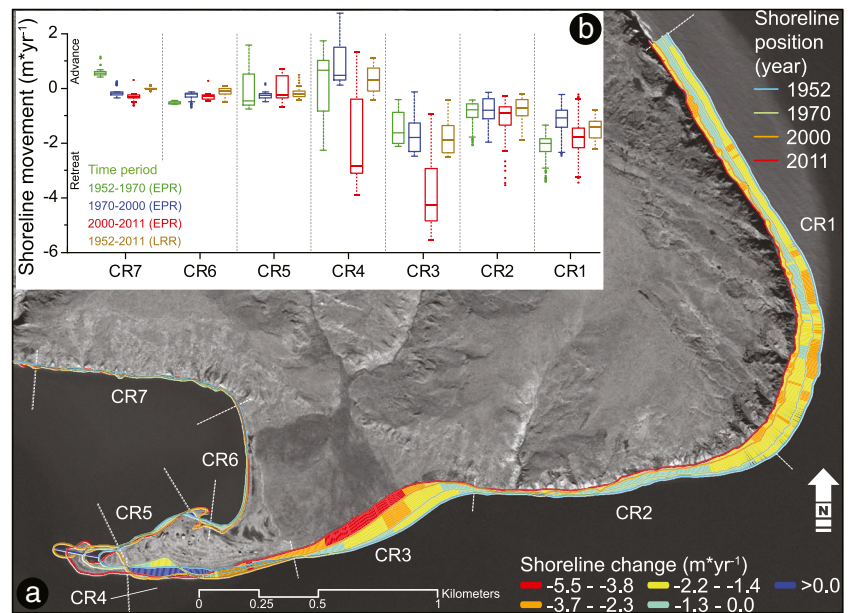 b
Shoreline movement (m*yr-1)
Advance
Retreat
2
0
-2
-4
-6
Time period
1952-1970 (EPR)
1970-2000 (EPR)
2000-2011 (EPR)
1952-2011 (LRR)
CR7 CR6 CR5 CR4 CR3 CR2 CR1
Shoreline
position
(year)
1952
1970
2000
2011
CR1
CR7
CR6
CR5
CR2
CR3
CR4
N
a
0 0.25 0.5 1 Kilometers
Shoreline change (m*yr-1)
-5.5 - -3.8
-2.2 - -1.4
>0.0
-3.7 - -2.3
-1.3 - 0.0